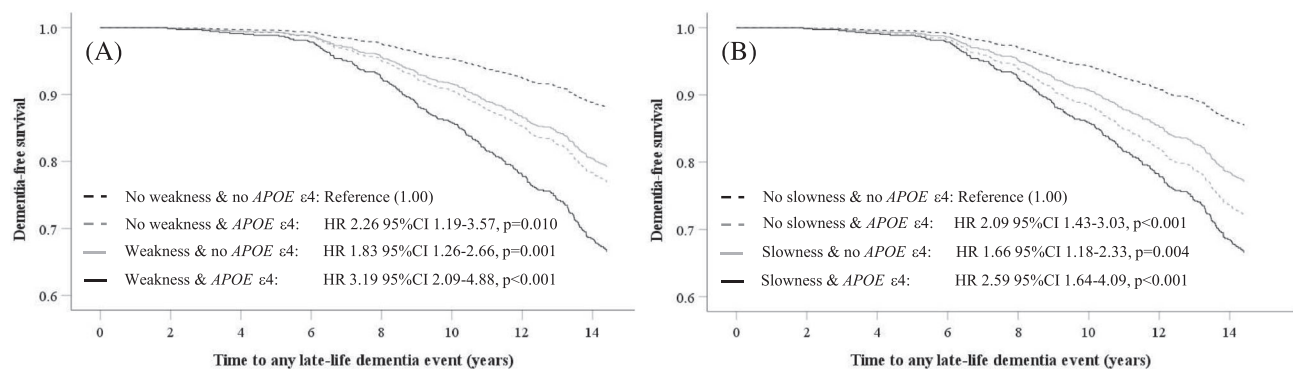 (A)
Dementia-free survival
1.0
0.9
0.8
0.7
0.6
No weakness & no APOE ε4: Reference (1.00)
No weakness & APOE ε4: HR 2.26 95%CI 1.19-3.57, p=0.010
Weakness & no APOE ε4: HR 1.83 95%CI 1.26-2.66, p=0.001
Weakness & APOE ε4: HR 3.19 95%CI 2.09-4.88, p<0.001
0 2 4 6 8 10 12 14
Time to any late-life dementia event (years)
(B)
Dementia-free survival
1.0
0.9
0.8
0.7
0.6
No slowness & no APOE ε4: Reference (1.00)
No slowness & APOE ε4: HR 2.09 95%CI 1.43-3.03, p<0.001
Slowness & no APOE ε4: HR 1.66 95%CI 1.18-2.33, p=0.004
Slowness & APOE ε4: HR 2.59 95%CI 1.64-4.09, p<0.001
0 2 4 6 8 10 12 14
Time to any late-life dementia event (years)